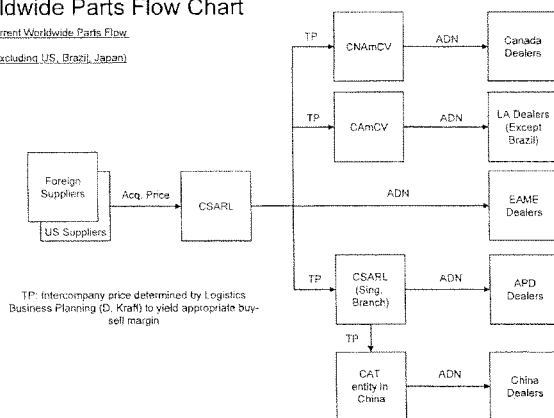 ldwide Parts Flow Chart
rrent Worldwide Parts Flow
xcluding US, Brazil, Japan)
TP
CNAmCV
ADN
Canada
Dealers
TP
CAmCV
ADN
LA Dealers
(Except
Brazil)
Foreign
Suppliers
US Suppliers
Acq. Price
CSARL
ADN
EAME
Dealers
TP
CSARL
(Sing.
Branch)
ADN
APD
Dealers
TP: Intercompany price determined by Logistics
Business Planning (D. Kraft) to yield appropriate buy-
sell margin
TP
CAT
entity in
China
ADN
China
Dealers